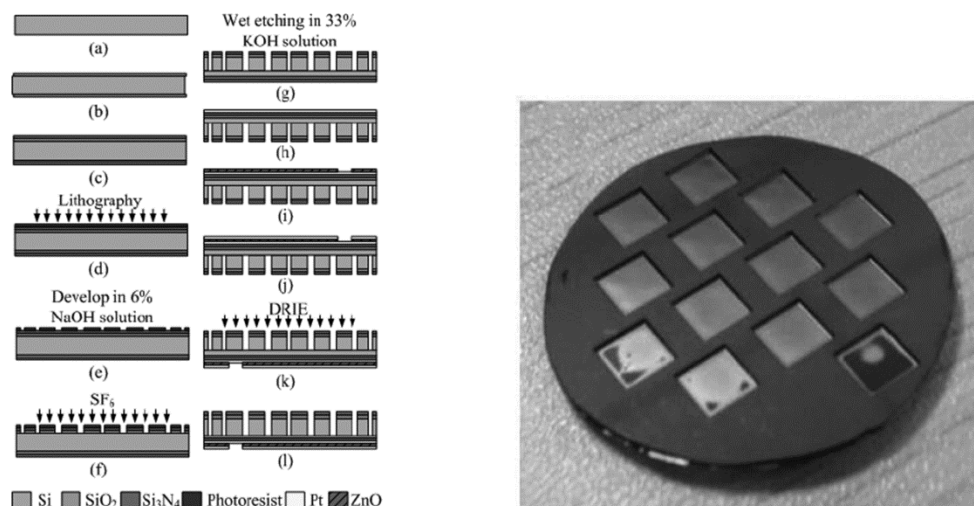 (a)
(b)
(c)
Lithography
(d)
Develop in 6%
NaOH solution
(e)
SF₆
(f)
Wet etching in 33%
KOH solution
(g)
(h)
(i)
(j)
DRIE
(k)
(l)
Si SiO₂ Si₃N₄ Photoresist Pt ZnO